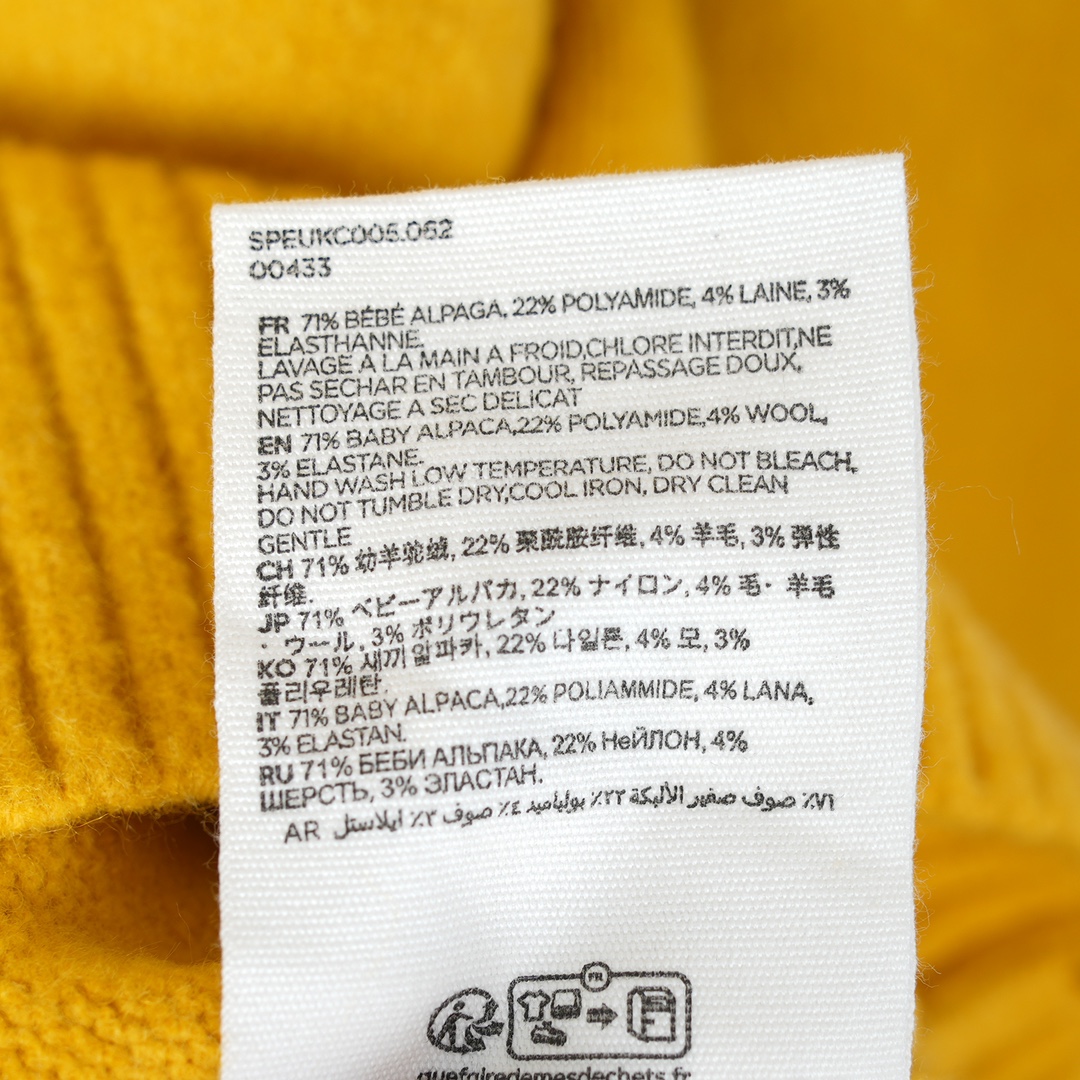 SPEUKC005.062
00433
FR 71% BÉBÉ ALPAGA, 22% POLYAMIDE, 4% LAINE, 3%
ELASTHANNE.
LAVAGE A LA MAIN A FROID,CHLORE INTERDIT,NE
PAS SECHAR EN TAMBOUR, REPASSAGE DOUX,
NETTOYAGE A SEC DELICAT
EN 71% BABY ALPACA,22% POLYAMIDE,4% WOOL,
3% ELASTANE.
HAND WASH LOW TEMPERATURE, DO NOT BLEACH,
DO NOT TUMBLE DRY,COOL IRON, DRY CLEAN
GENTLE
CH 71% 幼羊驼绒, 22% 聚酰胺纤维, 4% 羊毛, 3% 弹性
纤维.
JP 71% ベビーアルパカ, 22% ナイロン, 4% 毛・ 羊毛
・ウール, 3% ポリウレタン
KO 71% 새끼 알파카, 22% 나일론, 4% 모, 3%
폴리우레탄.
IT 71% BABY ALPACA,22% POLIAMMIDE, 4% LANA,
3% ELASTAN.
RU 71% БЕББИ АЛЬПАКА, 22% НеЙЛОН, 4%
ШЕРСТЬ, 3% ЭЛАСТАН.
٧١٪ صوف صغير الأليكة ٢٢٪ بولياميد ٤٪ صوف ٣٪ ايلاستل AR
FR
quefairedemesdechets.fr